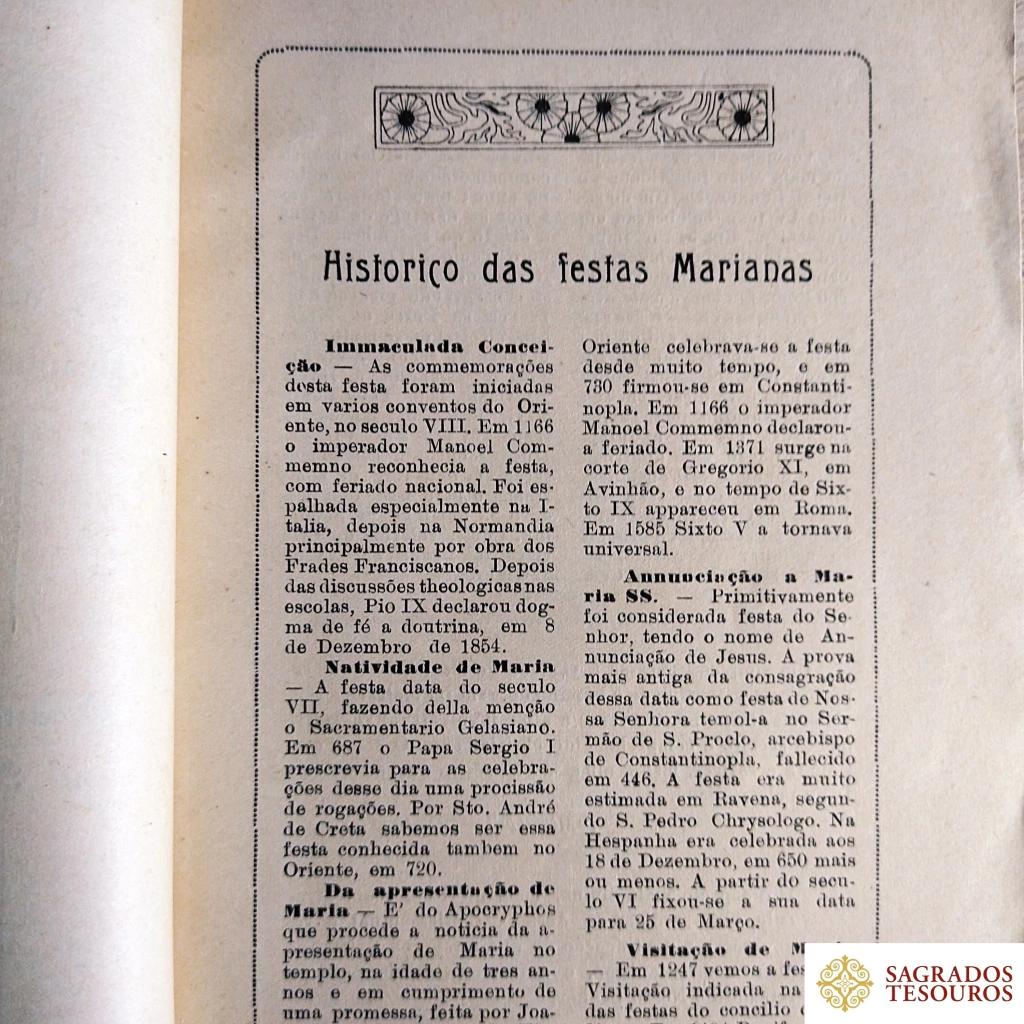 Historiço das festas Marianas
Immaculada Concei-
ção — As commemorações
desta festa foram iniciadas
em varios conventos do Ori-
ente, no seculo VIII. Em 1166
o imperador Manoel Com-
memno reconhecia a festa,
com feriado nacional. Foi es-
palhada especialmente na I-
talia, depois na Normandia
principalmente por obra dos
Frades Franciscanos. Depois
das discussões theologicas nas
escolas, Pio IX declarou dog-
ma de fé a doutrina, em 8
de Dezembro de 1854.
Natividade de Maria
— A festa data do seculo
VII, fazendo della menção
o Sacramentario Gelasiano.
Em 687 o Papa Sergio I
prescrevia para as celebra-
ções desse dia uma procissão
de rogações. Por Sto. André
de Creta sabemos ser essa
festa conhecida tambem no
Oriente, em 720.
Da apresentação de
Maria — E' do Apocryphos
que procede a noticia da a-
presentação de Maria no
templo, na idade de tres an-
nos e em cumprimento de
uma promessa, feita por Joa-
Oriente celebrava-se a festa
desde muito tempo, e em
730 firmou-se em Constanti-
nopla. Em 1166 o imperador
Manoel Commemno declarou-
a feriado. Em 1371 surge na
corte de Gregorio XI, em
Avinhão, e no tempo de Six-
to IX appareceu em Roma.
Em 1585 Sixto V a tornava
universal.
Annunciação a Ma-
ria SS. — Primitivamente
foi considerada festa do Se-
nhor, tendo o nome de An-
nunciação de Jesus. A prova
mais antiga da consagração
dessa data como festa de Nos-
sa Senhora temol-a no Ser-
mão de S. Proclo, arcebispo
de Constantinopla, fallecido
em 446. A festa era muito
estimada em Ravena, segun-
do S. Pedro Chrysologo. Na
Hespanha era celebrada aos
18 de Dezembro, em 650 mais
ou menos. A partir do secu-
lo VI fixou-se a sua data
para 25 de Março.
Visitação de
— Em 1247 vemos a
Visitação indicada na
das festas do concilio
SAGRADOS
TESOUROS